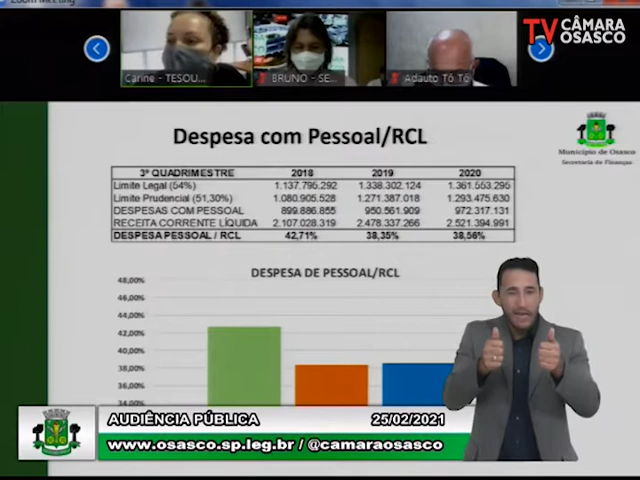 Zoom Meeting
TV CÂMARA
OSASCO
Carine - TESOU...
BRUNO - SE...
Adauto Tô Tô
Despesa com Pessoal/RCL
Município de Osasco
Secretaria de Finanças
3º QUADRIMESTRE 2018 2019 2020
Limite Legal (54%) 1.137.795.292 1.338.302.124 1.361.553.295
Limite Prudencial (51,30%) 1.080.905.528 1.271.387.018 1.293.475.630
DESPESAS COM PESSOAL 899.886.855 950.561.909 972.317.131
RECEITA CORRENTE LÍQUIDA 2.107.028.319 2.478.337.266 2.521.394.991
DESPESA PESSOAL / RCL 42,71% 38,35% 38,56%
DESPESA DE PESSOAL/RCL
48,00%
46,00%
44,00%
42,00%
40,00%
38,00%
36,00%
34,00%
AUDIÊNCIA PÚBLICA 25/02/2021
www.osasco.sp.leg.br / @camaraosasco